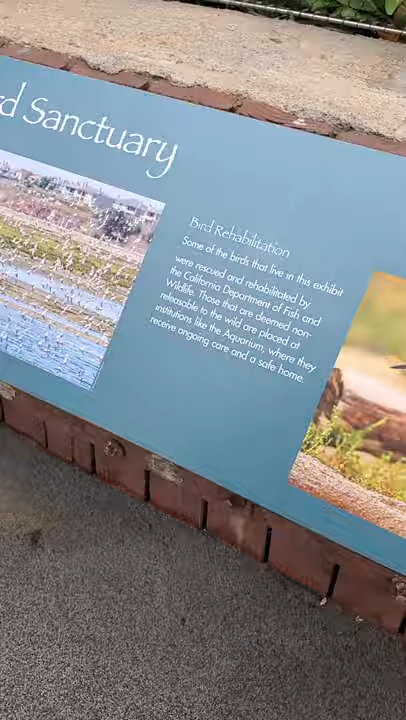 rd Sanctuary
Bird Rehabilitation
Some of the birds that live in this exhibit
were rescued and rehabilitated by
the California Department of Fish and
Wildlife. Those that are deemed non-
releasable to the wild are placed at
institutions like the Aquarium, where they
receive ongoing care and a safe home.